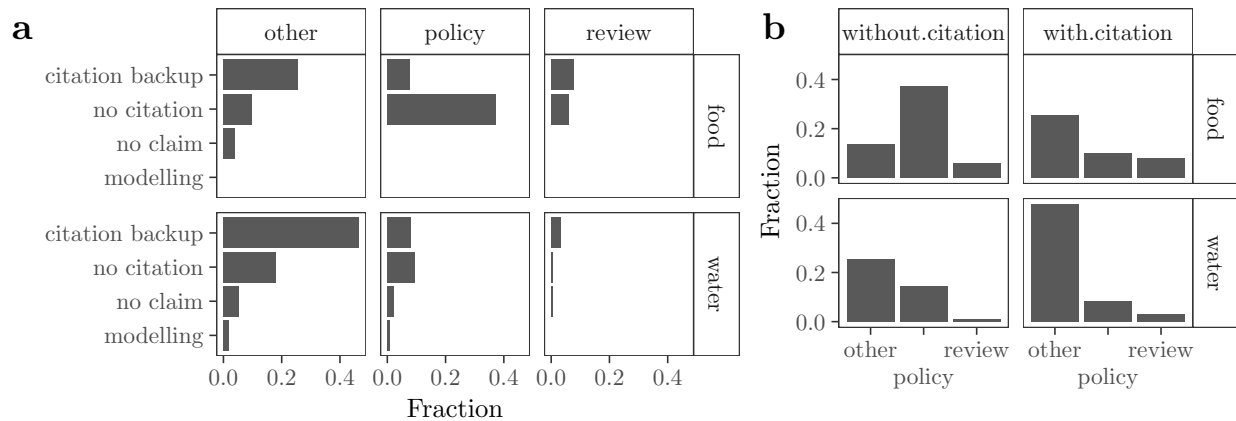 a
other policy review
citation backup
no citation
no claim
modelling
food
citation backup
no citation
no claim
modelling
water
0.0 0.2 0.4 0.0 0.2 0.4 0.0 0.2 0.4
Fraction
b
without.citation with.citation
0.4
0.2
0.0
food
0.4
0.2
0.0
water
Fraction
other review other review
policy policy